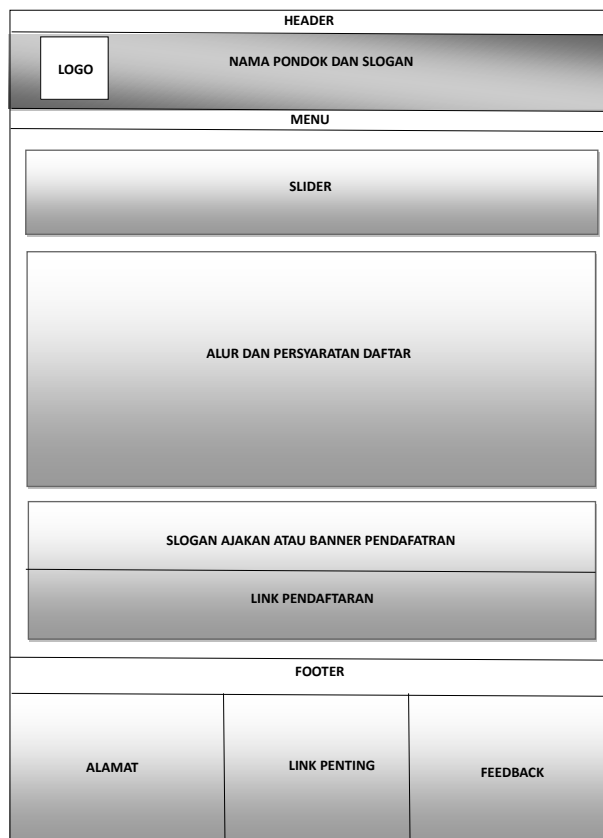 HEADER
LOGO
NAMA PONDOK DAN SLOGAN
MENU
SLIDER
ALUR DAN PERSYARATAN DAFTAR
SLOGAN AJAKAN ATAU BANNER PENDAFATRAN
LINK PENDAFTARAN
FOOTER
ALAMAT
LINK PENTING
FEEDBACK